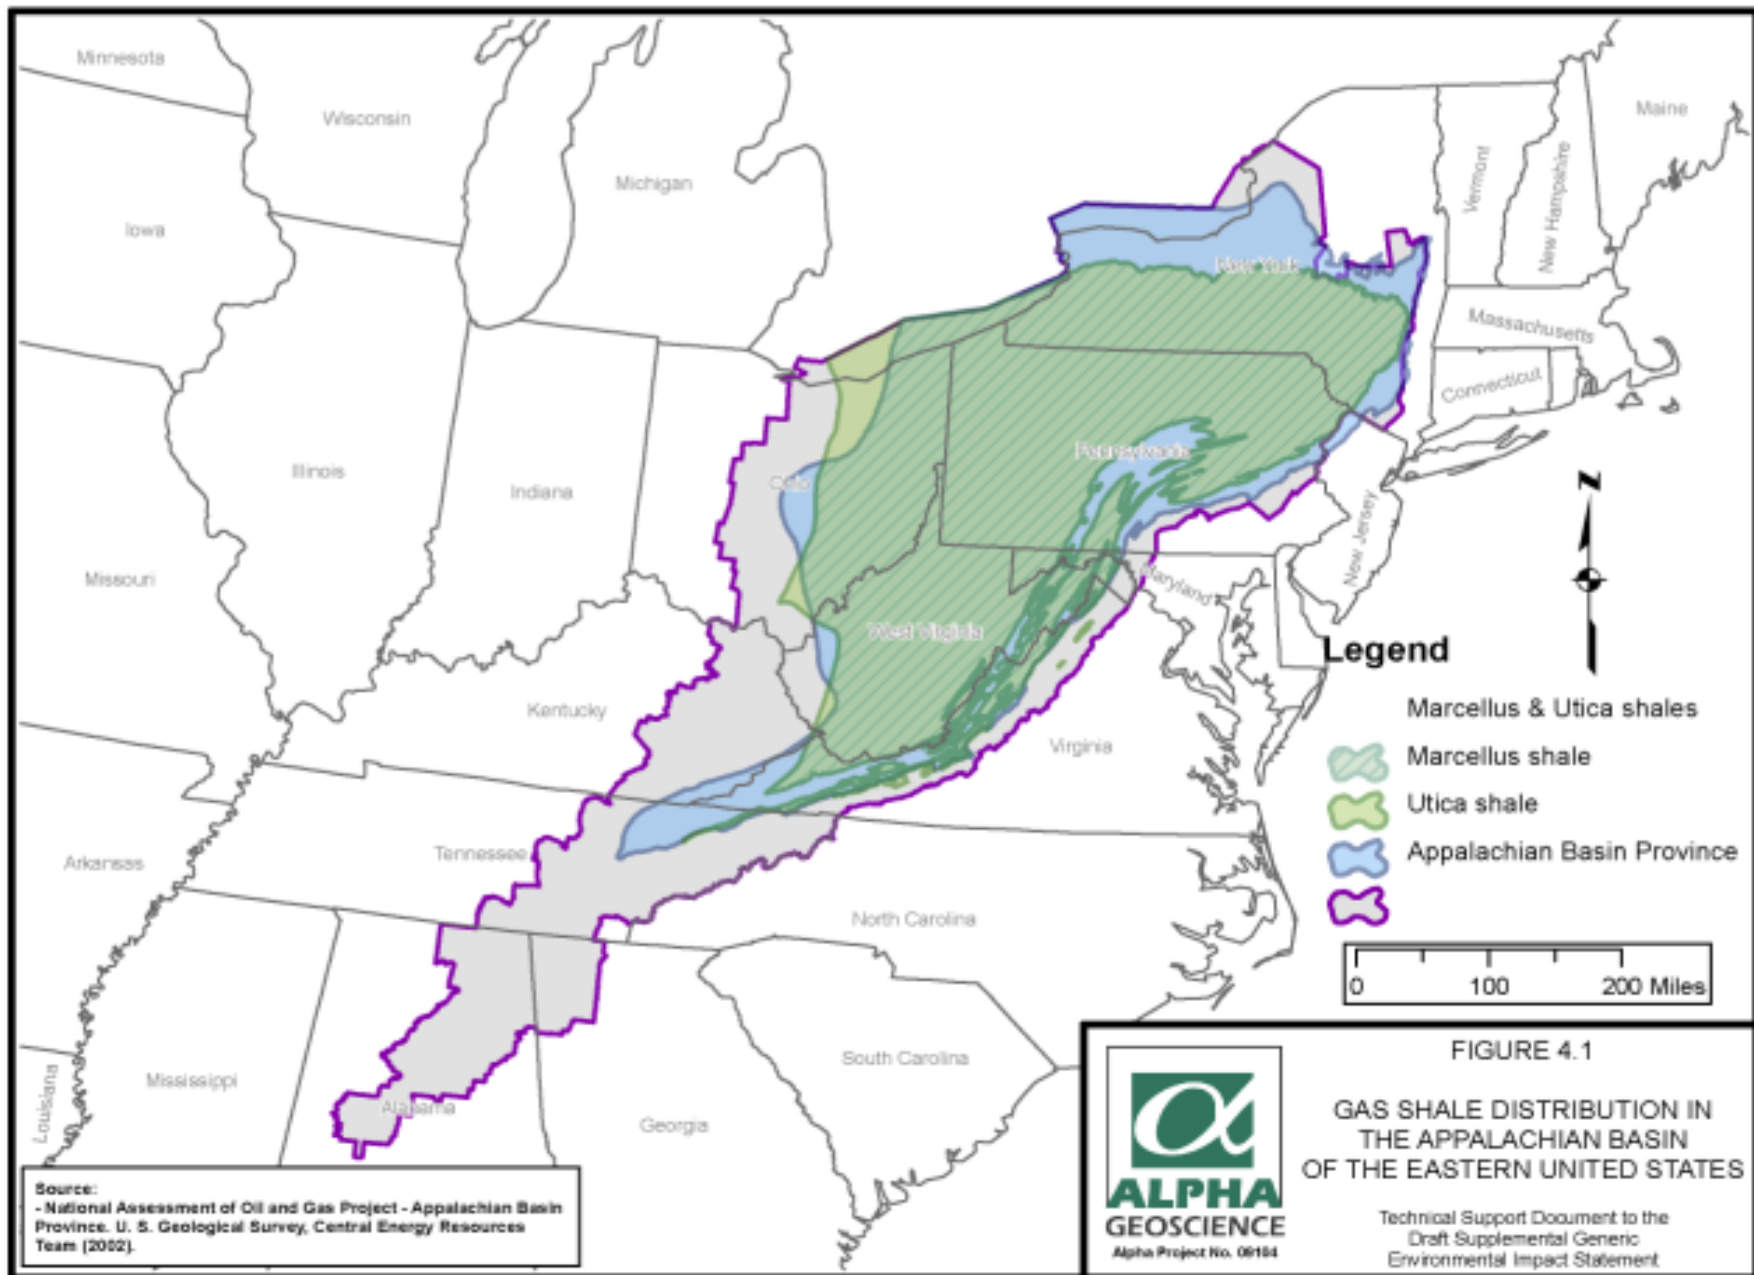 Minnesota
Wisconsin
Michigan
Maine
Vermont
New Hampshire
Iowa
New York
Massachusetts
Connecticut
Pennsylvania
Illinois
Indiana
Ohio
New Jersey
N
Missouri
Maryland
West Virginia
Kentucky
Virginia
Legend
Marcellus & Utica shales
Marcellus shale
Utica shale
Appalachian Basin Province
Arkansas
Tennessee
North Carolina
0 100 200 Miles
Louisiana
Mississippi
Alabama
Georgia
South Carolina
Source:
- National Assessment of Oil and Gas Project - Appalachian Basin
Province. U. S. Geological Survey, Central Energy Resources
Team (2002).
ALPHA
GEOSCIENCE
Alpha Project No. 09104
FIGURE 4.1
GAS SHALE DISTRIBUTION IN
THE APPALACHIAN BASIN
OF THE EASTERN UNITED STATES
Technical Support Document to the
Draft Supplemental Generic
Environmental Impact Statement